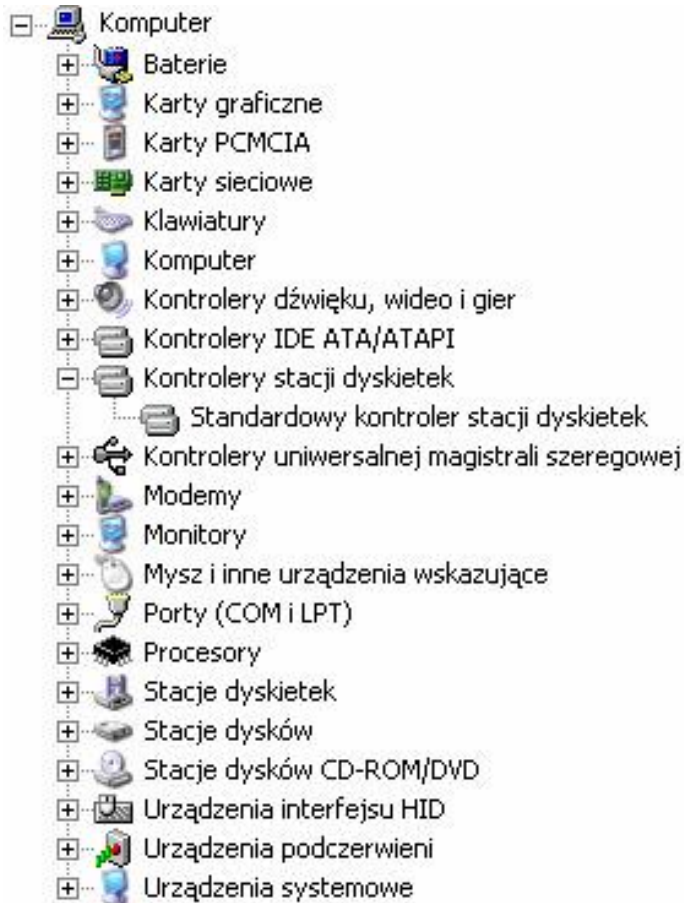 Komputer
Baterie
Karty graficzne
Karty PCMCIA
Karty sieciowe
Klawiatury
Komputer
Kontrolery dźwięku, wideo i gier
Kontrolery IDE ATA/ATAPI
Kontrolery stacji dyskietek
Standardowy kontroler stacji dyskietek
Kontrolery uniwersalnej magistrali szeregowej
Modemy
Monitory
Mysz i inne urządzenia wskazujące
Porty (COM i LPT)
Procesory
Stacje dyskietek
Stacje dysków
Stacje dysków CD-ROM/DVD
Urządzenia interfejsu HID
Urządzenia podczerwieni
Urządzenia systemowe